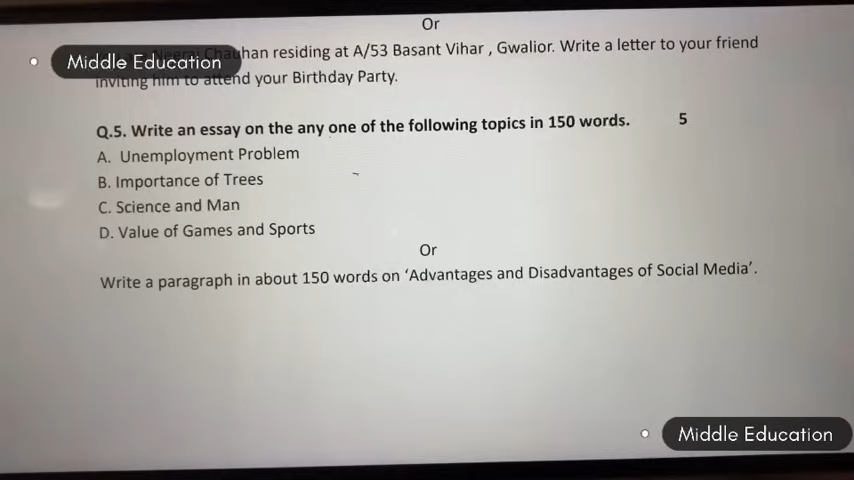 Or
Middle Education
Chauhan residing at A/53 Basant Vihar , Gwalior. Write a letter to your friend
inviting him to attend your Birthday Party.
Q.5. Write an essay on the any one of the following topics in 150 words. 5
A. Unemployment Problem
B. Importance of Trees
C. Science and Man
D. Value of Games and Sports
Or
Write a paragraph in about 150 words on ‘Advantages and Disadvantages of Social Media’.
Middle Education